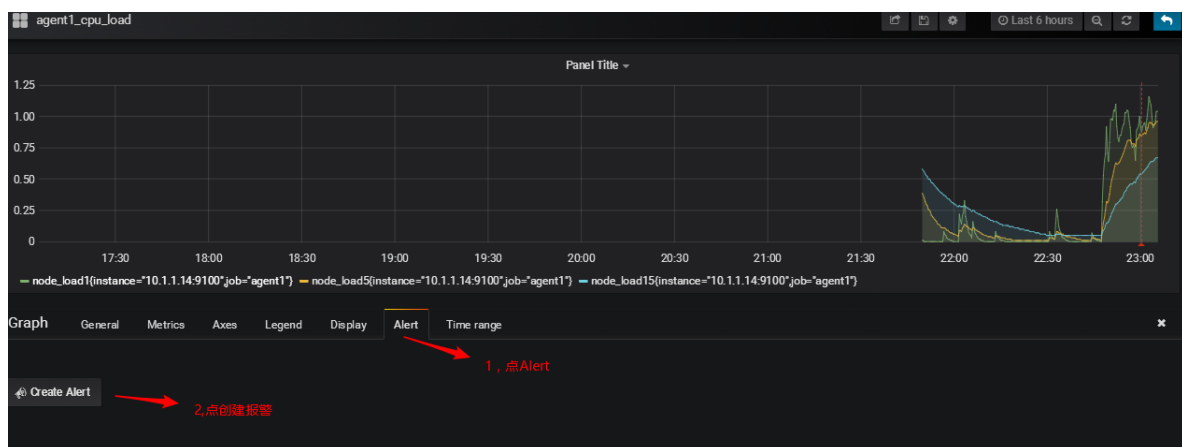 agent1_cpu_load
Last 6 hours
Panel Title
1.25
1.00
0.75
0.50
0.25
0
17:30 18:00 18:30 19:00 19:30 20:00 20:30 21:00 21:30 22:00 22:30 23:00
node_load1{instance="10.1.1.14:9100",job="agent1"} node_load5{instance="10.1.1.14:9100",job="agent1"} node_load15{instance="10.1.1.14:9100",job="agent1"}
Graph General Metrics Axes Legend Display Alert Time range
1，点Alert
Create Alert
2,点创建报警